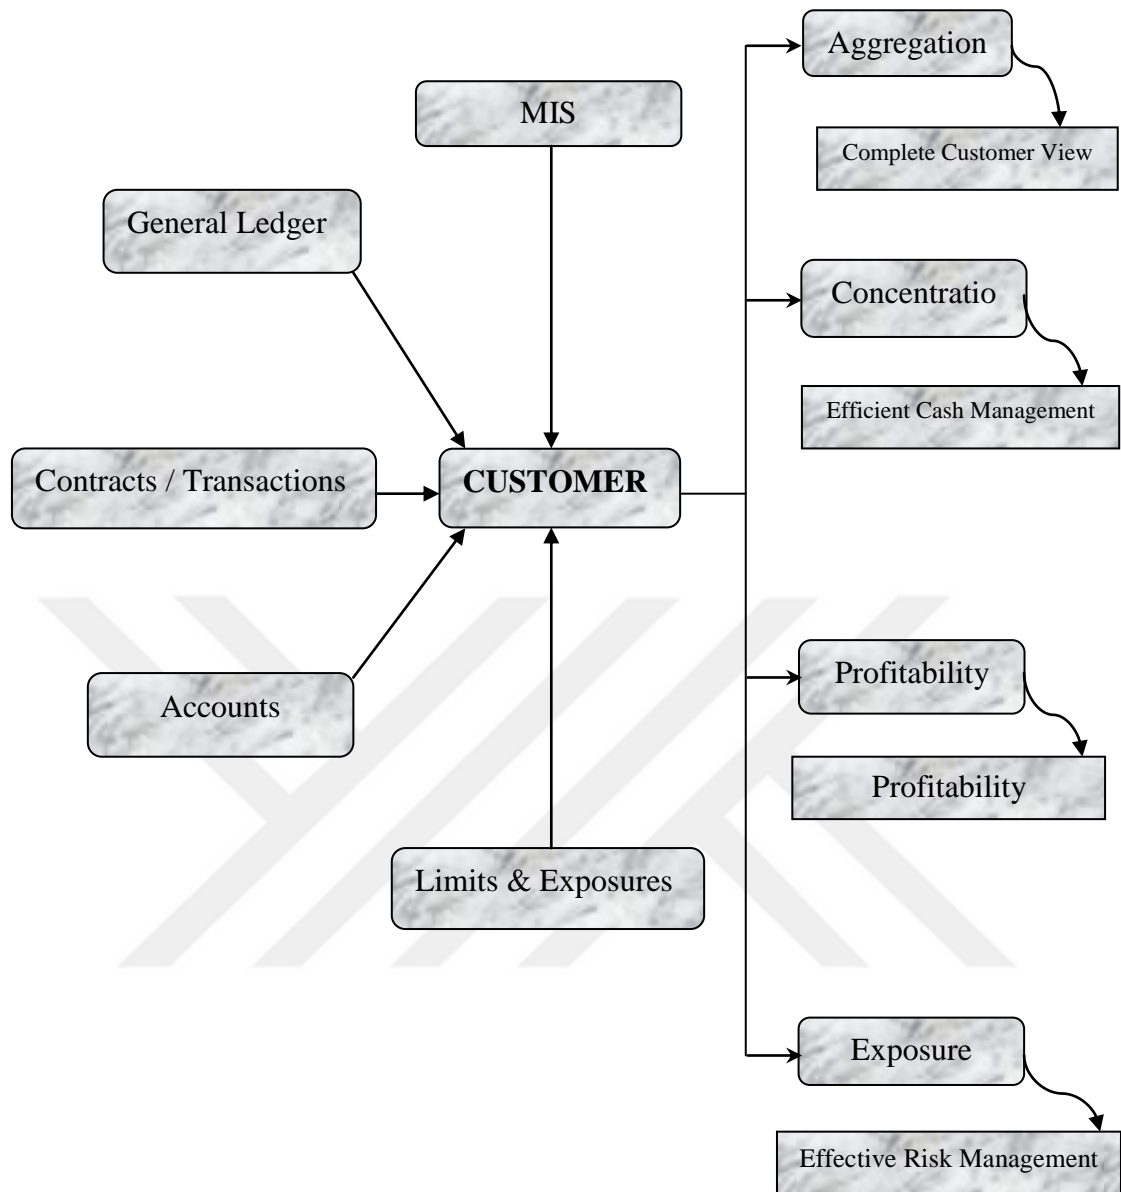 Aggregation
MIS
Complete Customer View
General Ledger
Concentratio
Efficient Cash Management
Contracts / Transactions
CUSTOMER
Profitability
Accounts
Profitability
Limits & Exposures
Exposure
Effective Risk Management